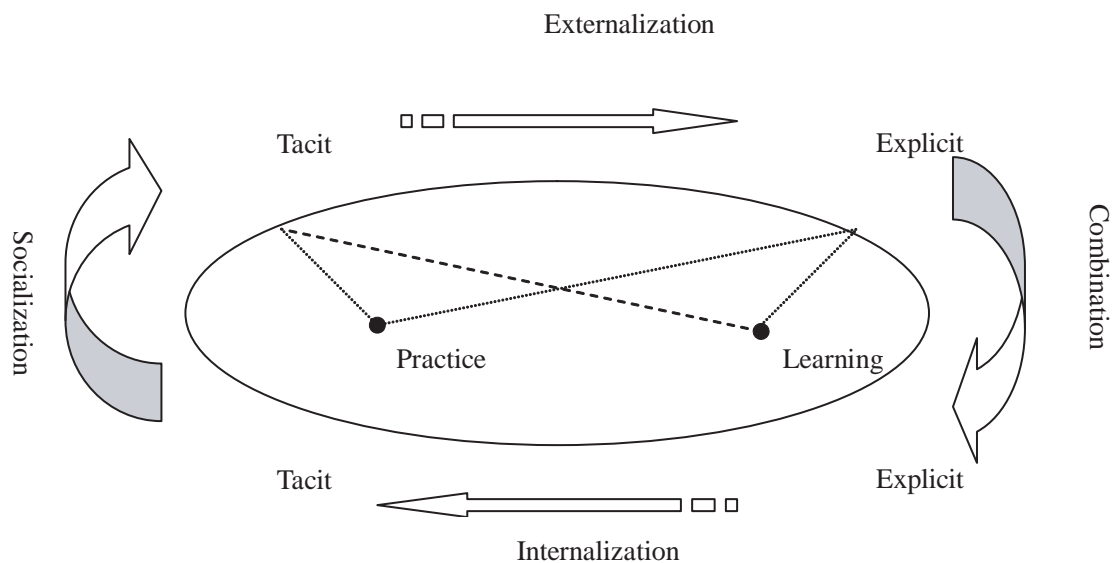 Externalization
Tacit
Explicit
Socialization
Combination
Practice
Learning
Tacit
Explicit
Internalization